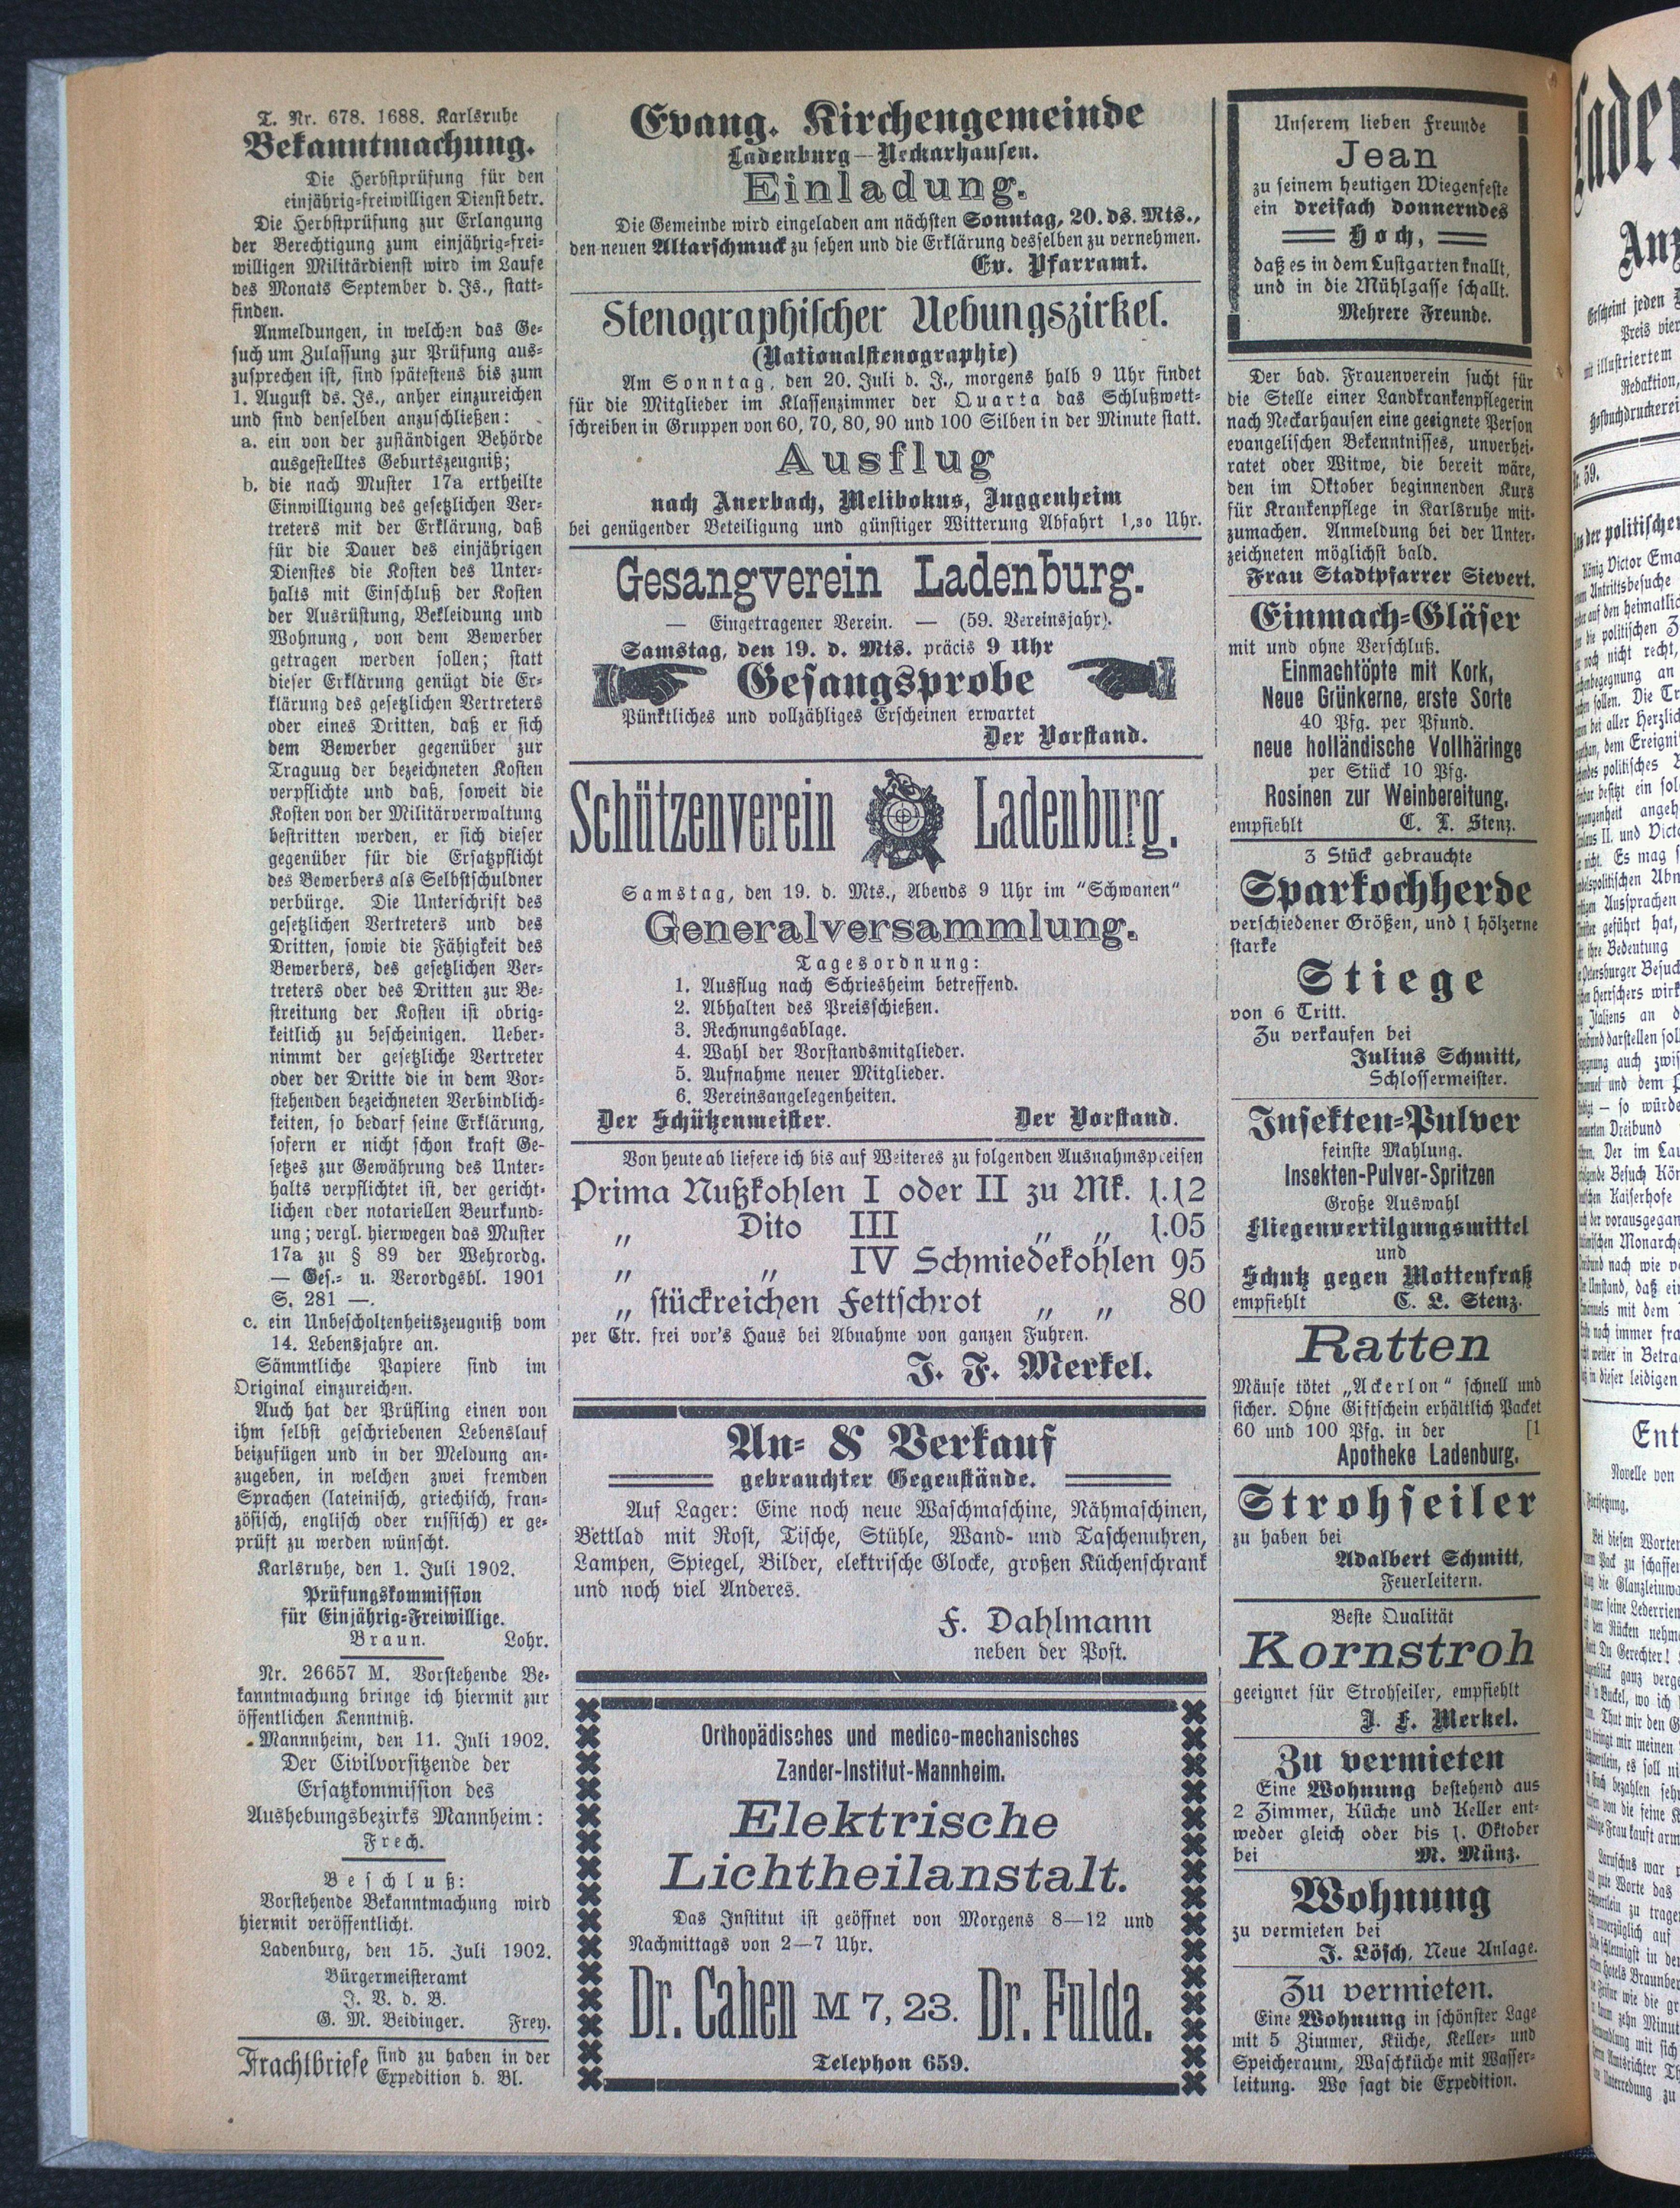 T. Nr. 678. 1688. Karlsruhe
Bekanntmachung.
Die Herbstprüfung für den
einjährig-freiwilligen Dienst betr.
Die Herbstprüfung zur Erlangung
der Berechtigung zum einjährig-frei-
willigen Militärdienst wird im Laufe
des Monats September d. Js., statt-
finden.
Anmeldungen, in welchen das Ge-
such um Zulassung zur Prüfung aus-
zusprechen ist, sind spätestens bis zum
1. August ds. Js., anher einzureichen
und sind denselben anzuschließen:
a. ein von der zuständigen Behörde
ausgestelltes Geburtszeugniß;
b. die nach Muster 17a ertheilte
Einwilligung des gesetzlichen Ver-
treters mit der Erklärung, daß
für die Dauer des einjährigen
Dienstes die Kosten des Unter-
halts mit Einschluß der Kosten
der Ausrüstung, Bekleidung und
Wohnung, von dem Bewerber
getragen werden sollen; statt
dieser Erklärung genügt die Er-
klärung des gesetzlichen Vertreters
oder eines Dritten, daß er sich
dem Bewerber gegenüber zur
Tragung der bezeichneten Kosten
verpflichte und daß, soweit die
Kosten von der Militärverwaltung
bestritten werden, er sich dieser
gegenüber für die Ersatzpflicht
des Bewerbers als Selbstschuldner
verbürge. Die Unterschrift des
gesetzlichen Vertreters und des
Dritten, sowie die Fähigkeit des
Bewerbers, des gesetzlichen Ver-
treters oder des Dritten zur Be-
streitung der Kosten ist obrig-
keitlich zu bescheinigen. Ueber-
nimmt der gesetzliche Vertreter
oder der Dritte die in dem Vor-
stehenden bezeichneten Verbindlich-
keiten, so bedarf seine Erklärung,
sofern er nicht schon kraft Ge-
setzes zur Gewährung des Unter-
halts verpflichtet ist, der gericht-
lichen oder notariellen Beurkund-
ung; vergl. hierwegen das Muster
17a zu § 89 der Wehrordg.
— Ges.- u. Verordgsbl. 1901
S. 281 —.
c. ein Unbescholtenheitszeugniß vom
14. Lebensjahre an.
Sämmtliche Papiere sind im
Original einzureichen.
Auch hat der Prüfling einen von
ihm selbst geschriebenen Lebenslauf
beizufügen und in der Meldung an-
zugeben, in welchen zwei fremden
Sprachen (lateinisch, griechisch, fran-
zösisch, englisch oder russisch) er ge-
prüft zu werden wünscht.
Karlsruhe, den 1. Juli 1902.
Prüfungskommission
für Einjährig-Freiwillige.
Braun. Lohr.
Nr. 26657 M. Vorstehende Be-
kanntmachung bringe ich hiermit zur
öffentlichen Kenntniß.
Mannheim, den 11. Juli 1902.
Der Civilvorsitzende der
Ersatzkommission des
Aushebungsbezirks Mannheim:
Frech.
Beschluß:
Vorstehende Bekanntmachung wird
hiermit veröffentlicht.
Ladenburg, den 15. Juli 1902.
Bürgermeisteramt
J. V. d. B.
G. M. Beidinger. Frey.
Frachtbriefe sind zu haben in der
Expedition d. Bl.
Evang. Kirchengemeinde
Ladenburg—Neckarhausen.
Einladung.
Die Gemeinde wird eingeladen am nächsten Sonntag, 20. ds. Mts.,
den neuen Altarschmuck zu sehen und die Erklärung desselben zu vernehmen.
Ev. Pfarramt.
Stenographischer Uebungszirkel.
(Nationalstenographie)
Am Sonntag, den 20. Juli d. J., morgens halb 9 Uhr findet
für die Mitglieder im Klassenzimmer der Quarta das Schlußwett-
schreiben in Gruppen von 60, 70, 80, 90 und 100 Silben in der Minute statt.
Ausflug
nach Auerbach, Melibokus, Juggenheim
bei genügender Beteiligung und günstiger Witterung Abfahrt 1,30 Uhr.
Gesangverein Ladenburg.
— Eingetragener Verein. — (59. Vereinsjahr).
Samstag, den 19. d. Mts. präcis 9 Uhr
Gesangsprobe
Pünktliches und vollzähliges Erscheinen erwartet
Der Vorstand.
Schützenverein Ladenburg.
Samstag, den 19. d. Mts., Abends 9 Uhr im "Schwanen"
Generalversammlung.
Tagesordnung:
1. Ausflug nach Schriesheim betreffend.
2. Abhalten des Preisschießen.
3. Rechnungsablage.
4. Wahl der Vorstandsmitglieder.
5. Aufnahme neuer Mitglieder.
6. Vereinsangelegenheiten.
Der Schützenmeister. Der Vorstand.
Von heute ab liefere ich bis auf Weiteres zu folgenden Ausnahmspreisen
Prima Nußkohlen I oder II zu Mk. 1.12
„ Dito III „ „ 1.05
„ „ IV Schmiedekohlen 95
„ stückreichen Fettschrot „ „ 80
per Ctr. frei vor's Haus bei Abnahme von ganzen Fuhren.
J. F. Merkel.
An- & Verkauf
gebrauchter Gegenstände.
Auf Lager: Eine noch neue Waschmaschine, Nähmaschinen,
Bettlad mit Rost, Tische, Stühle, Wand- und Taschenuhren,
Lampen, Spiegel, Bilder, elektrische Glocke, großen Küchenschrank
und noch viel Anderes.
F. Dahlmann
neben der Post.
Orthopädisches und medico-mechanisches
Zander-Institut-Mannheim.
Elektrische
Lichtheilanstalt.
Das Institut ist geöffnet von Morgens 8—12 und
Nachmittags von 2—7 Uhr.
Dr. Cahen M 7, 23. Dr. Fulda.
Telephon 659.
Unserem lieben Freunde
Jean
zu seinem heutigen Wiegenfeste
ein dreifach donnerndes
Hoch,
daß es in dem Lustgarten knallt,
und in die Mühlgasse schallt.
Mehrere Freunde.
Der bad. Frauenverein sucht für
die Stelle einer Landkrankenpflegerin
nach Neckarhausen eine geeignete Person
evangelischen Bekenntnisses, unverhei-
ratet oder Witwe, die bereit wäre,
den im Oktober beginnenden Kurs
für Krankenpflege in Karlsruhe mit-
zumachen. Anmeldung bei der Unter-
zeichneten möglichst bald.
Frau Stadtpfarrer Sievert.
Einmach-Gläser
mit und ohne Verschluß.
Einmachtöpte mit Kork,
Neue Grünkerne, erste Sorte
40 Pfg. per Pfund.
neue holländische Vollhäringe
per Stück 10 Pfg.
Rosinen zur Weinbereitung.
empfiehlt C. L. Stenz.
3 Stück gebrauchte
Sparkochherde
verschiedener Größen, und 1 hölzerne
starke
Stiege
von 6 Tritt.
Zu verkaufen bei
Julius Schmitt,
Schlossermeister.
Insekten-Pulver
feinste Mahlung.
Insekten-Pulver-Spritzen
Große Auswahl
Fliegenvertilgungsmittel
und
Schutz gegen Mottenfraß
empfiehlt C. L. Stenz.
Ratten
Mäuse tötet „Ackerlon" schnell und
sicher. Ohne Giftschein erhältlich Packet
60 und 100 Pfg. in der [1
Apotheke Ladenburg.
Strohseiler
zu haben bei
Adalbert Schmitt,
Feuerleitern.
Beste Qualität
Kornstroh
geeignet für Strohseiler, empfiehlt
J. F. Merkel.
Zu vermieten
Eine Wohnung bestehend aus
2 Zimmer, Küche und Keller ent-
weder gleich oder bis 1. Oktober
bei M. Münz.
Wohnung
zu vermieten bei
J. Lösch, Neue Anlage.
Zu vermieten.
Eine Wohnung in schönster Lage
mit 5 Zimmer, Küche, Keller- und
Speicheraum, Waschküche mit Wasser-
leitung. Wo sagt die Expedition.